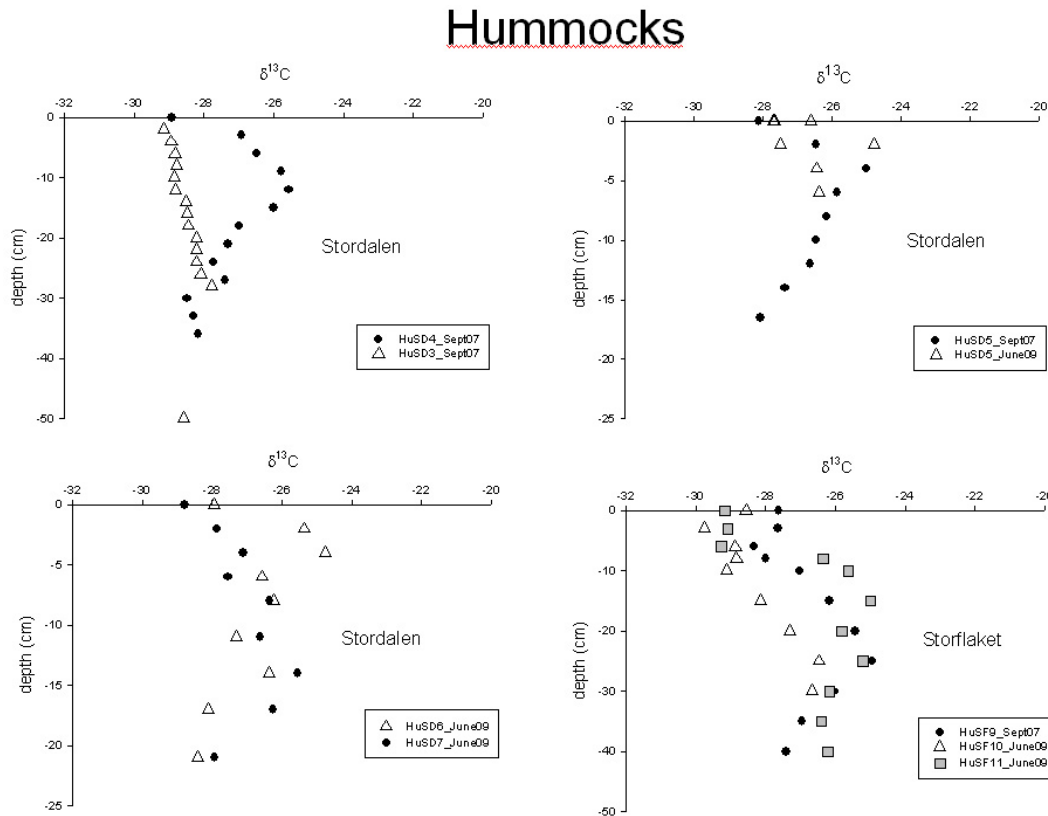 Hummocks
δ13C
-32 -30 -28 -26 -24 -22 -20
0
-10
-20
-30
-40
-50
depth (cm)
Stordalen
HuSD4_Sept07
HuSD3_Sept07
δ13C
-32 -30 -28 -26 -24 -22 -20
0
-5
-10
-15
-20
-25
depth (cm)
Stordalen
HuSD5_Sept07
HuSD5_June09
δ13C
-32 -30 -28 -26 -24 -22 -20
0
-5
-10
-15
-20
-25
depth (cm)
Stordalen
HuSD6_June09
HuSD7_June09
δ13C
-32 -30 -28 -26 -24 -22 -20
0
-10
-20
-30
-40
-50
depth (cm)
Storflaket
HuSF9_Sept07
HuSF10_June09
HuSF11_June09